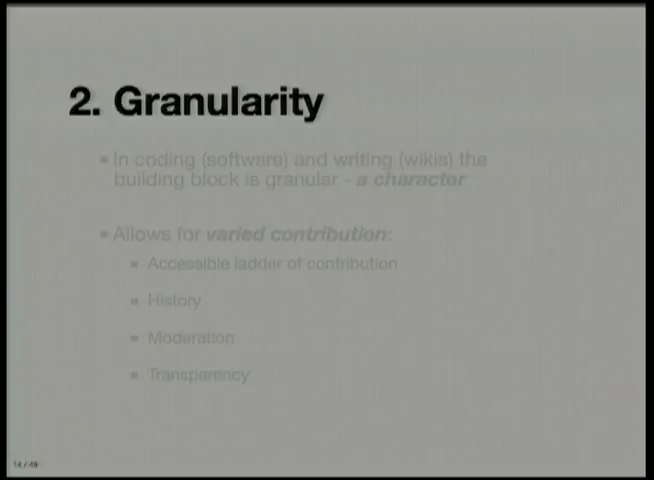 2. Granularity
In coding (software) and writing (wikis) the
building block is granular - a character
Allows for varied contribution:
Accessible ladder of contribution
History
Moderation
Transparency
14 / 49